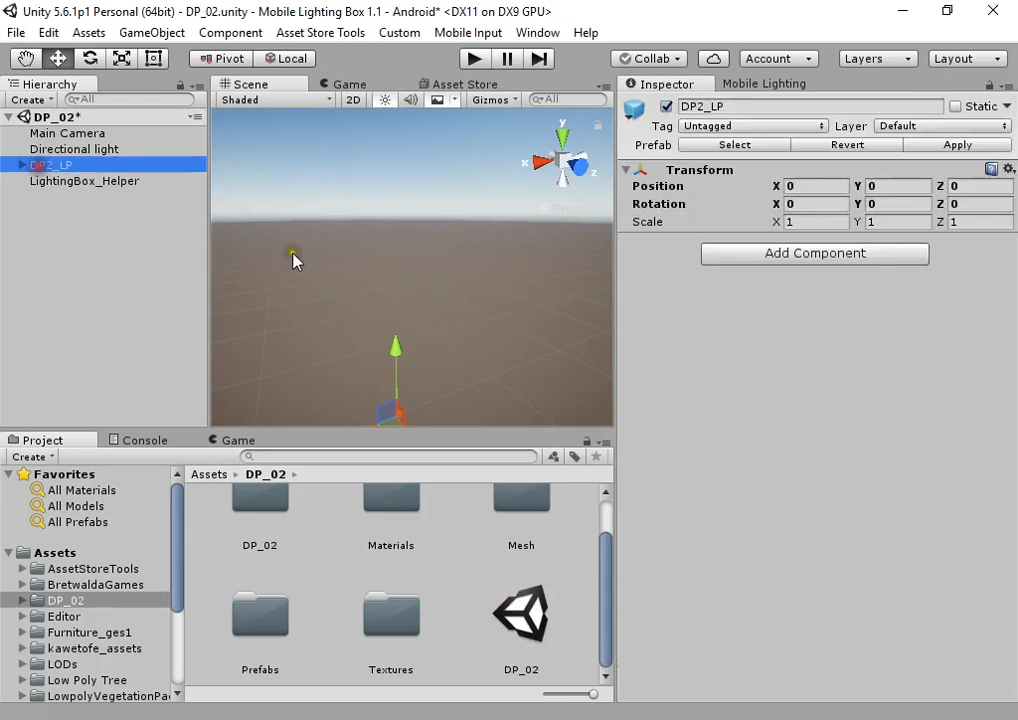 Unity 5.6.1p1 Personal (64bit) - DP_02.unity - Mobile Lighting Box 1.1 - Android* <DX11 on DX9 GPU>
File Edit Assets GameObject Component Asset Store Tools Custom Mobile Input Window Help
Pivot Local Collab Account Layers Layout
Hierarchy
Create All
DP_02*
Main Camera
Directional light
DP2_LP
LightingBox_Helper
Scene Game Asset Store
Shaded 2D Gizmos All
y
x
z
Persp
Inspector Mobile Lighting
DP2_LP Static
Tag Untagged Layer Default
Prefab Select Revert Apply
Transform
Position X 0 Y 0 Z 0
Rotation X 0 Y 0 Z 0
Scale X 1 Y 1 Z 1
Add Component
Project Console Game
Create
Favorites
All Materials
All Models
All Prefabs
Assets
AssetStoreTools
BretwaldaGames
DP_02
Editor
Furniture_ges1
kawetofe_assets
LODs
Low Poly Tree
LowpolyVegetationPa
Assets DP_02
DP_02 Materials Mesh
Prefabs Textures DP_02